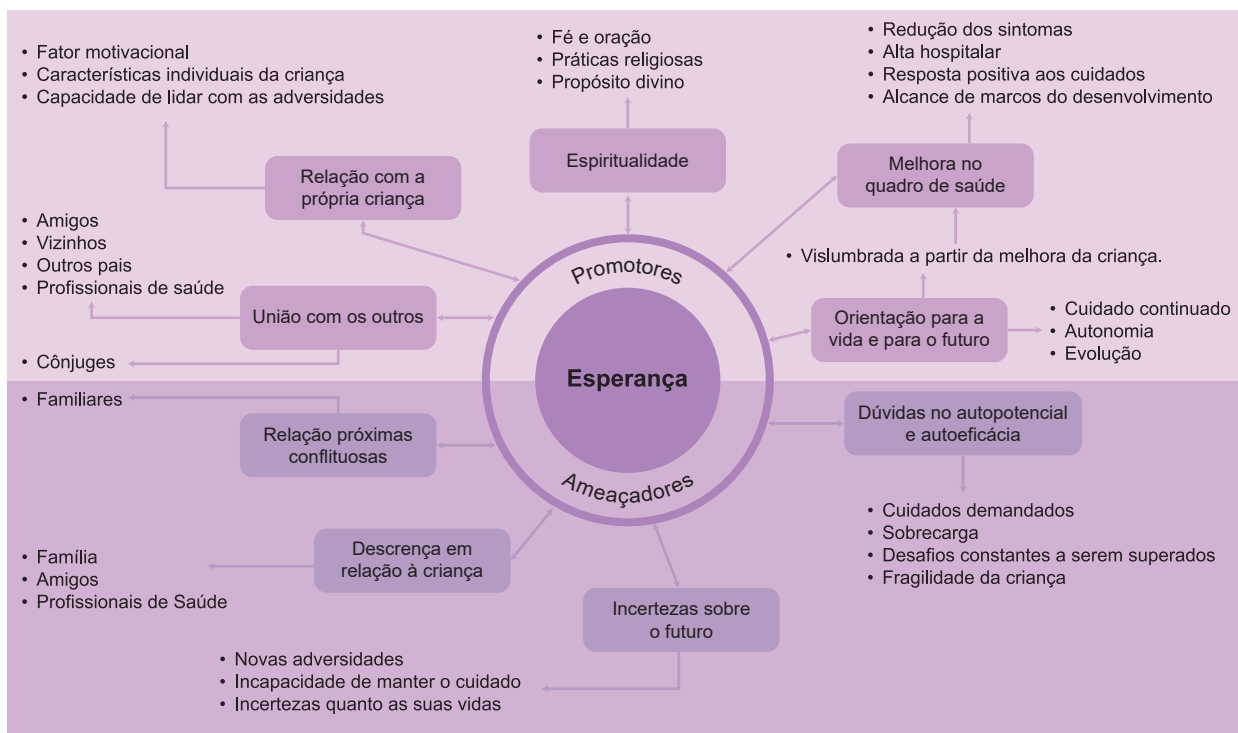 • Fator motivacional
• Características individuais da criança
• Capacidade de lidar com as adversidades
• Fé e oração
• Práticas religiosas
• Propósito divino
• Redução dos sintomas
• Alta hospitalar
• Resposta positiva aos cuidados
• Alcance de marcos do desenvolvimento
Relação com a
própria criança
Espiritualidade
Melhora no
quadro de saúde
• Amigos
• Vizinhos
• Outros pais
• Profissionais de saúde
União com os outros
• Cônjuges
• Vislumbrada a partir da melhora da criança.
Orientação para a
vida e para o futuro
• Cuidado continuado
• Autonomia
• Evolução
Promotores
Esperança
Ameaçadores
• Familiares
Relação próximas
conflituosas
Dúvidas no autopotencial
e autoeficácia
• Cuidados demandados
• Sobrecarga
• Desafios constantes a serem superados
• Fragilidade da criança
• Família
• Amigos
• Profissionais de Saúde
Descrença em
relação à criança
Incertezas sobre
o futuro
• Novas adversidades
• Incapacidade de manter o cuidado
• Incertezas quanto as suas vidas